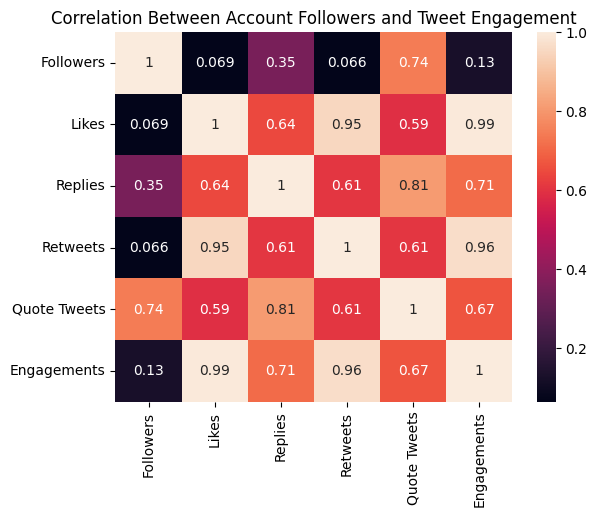 Correlation Between Account Followers and Tweet Engagement
Followers 1 0.069 0.35 0.066 0.74 0.13
Likes 0.069 1 0.64 0.95 0.59 0.99
Replies 0.35 0.64 1 0.61 0.81 0.71
Retweets 0.066 0.95 0.61 1 0.61 0.96
Quote Tweets 0.74 0.59 0.81 0.61 1 0.67
Engagements 0.13 0.99 0.71 0.96 0.67 1
Followers
Likes
Replies
Retweets
Quote Tweets
Engagements
1.0
0.8
0.6
0.4
0.2